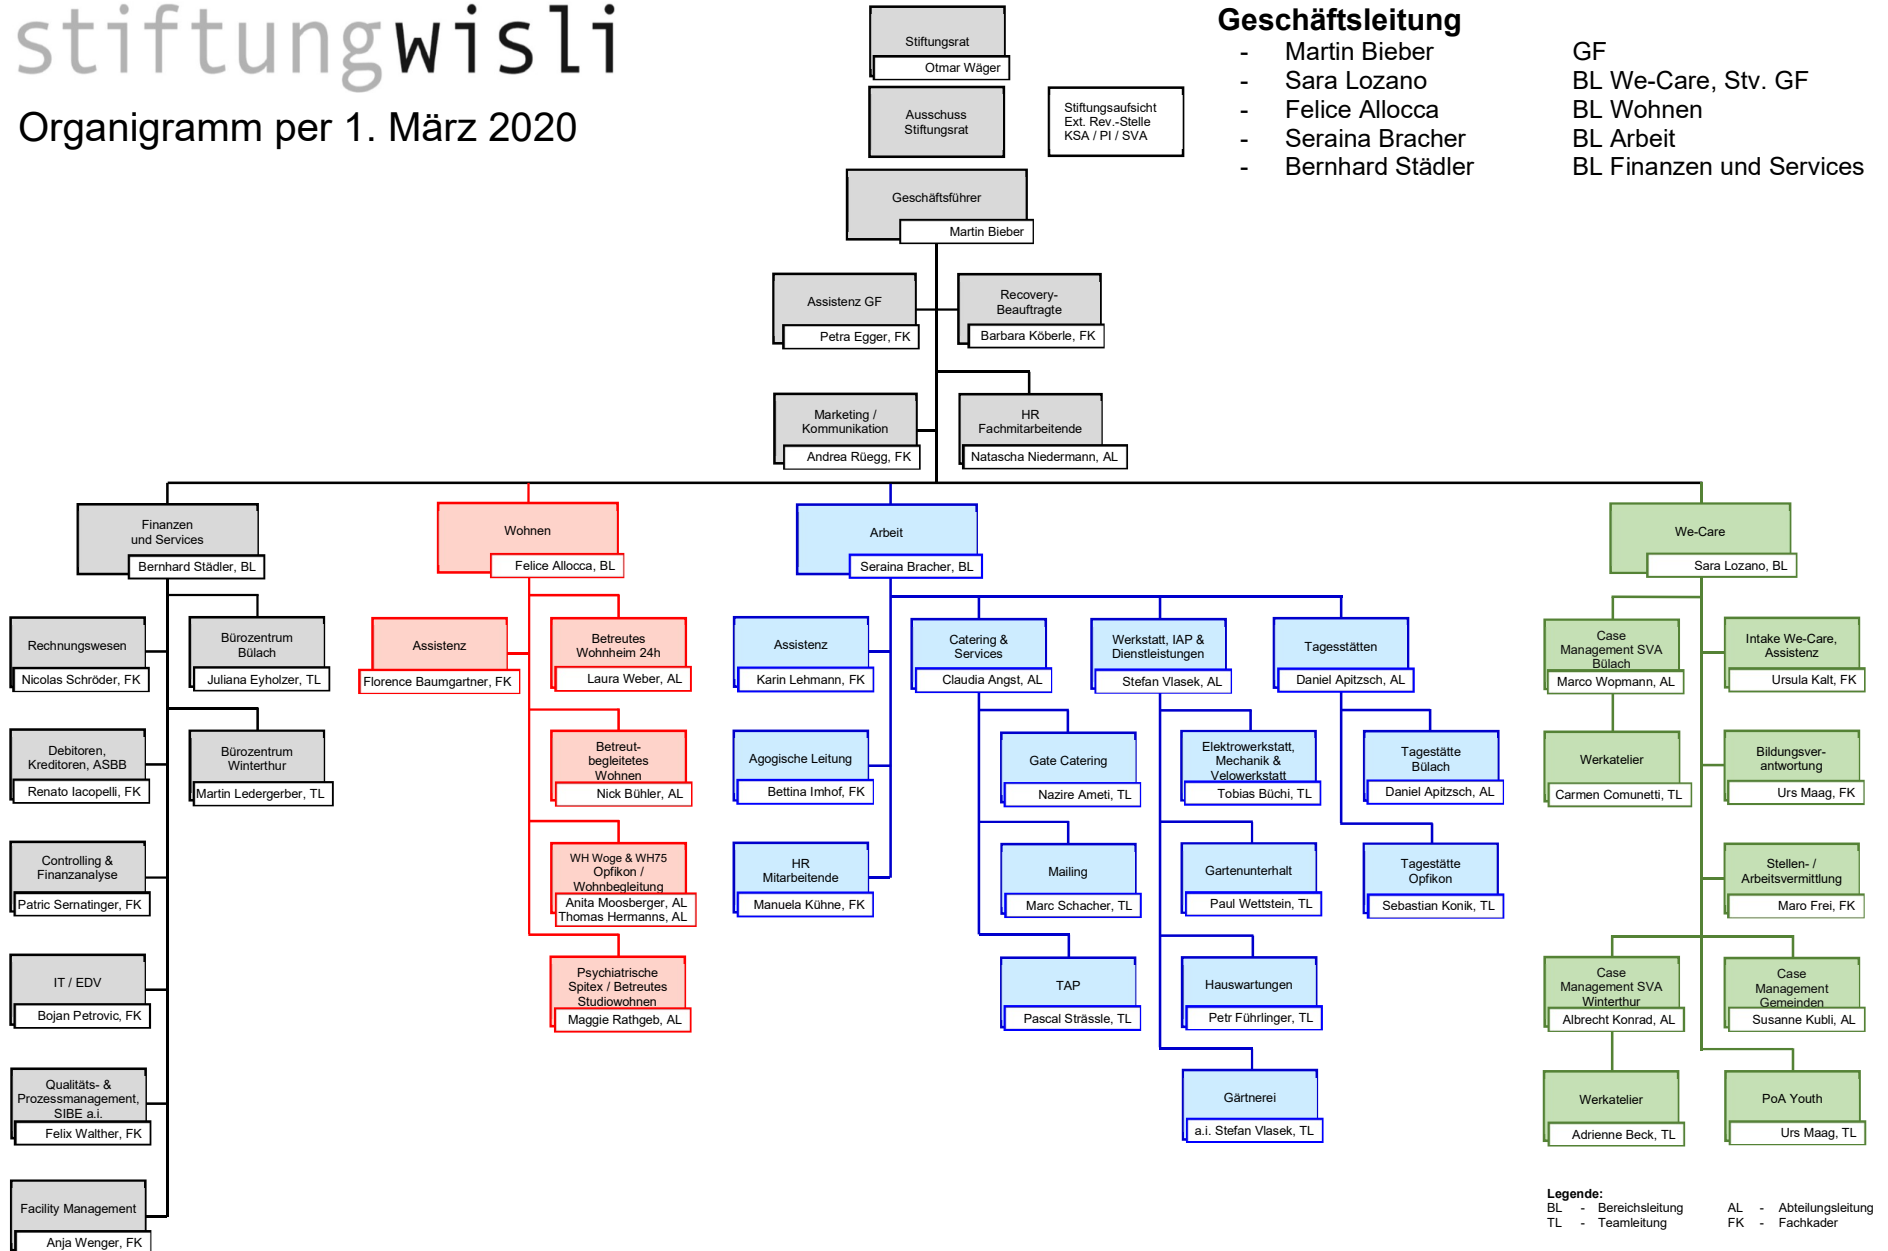 stiftungwisli
Organigramm per 1. März 2020
Stiftungsrat
Otmar Wäger
Ausschuss
Stiftungsrat
Stiftungsaufsicht
Ext. Rev.-Stelle
KSA / PI / SVA
Geschäftsleitung
- Martin Bieber GF
- Sara Lozano BL We-Care, Stv. GF
- Felice Allocca BL Wohnen
- Seraina Bracher BL Arbeit
- Bernhard Städler BL Finanzen und Services
Geschäftsführer
Martin Bieber
Assistenz GF
Petra Egger, FK
Recovery-
Beauftragte
Barbara Köberle, FK
Marketing /
Kommunikation
Andrea Rüegg, FK
HR
Fachmitarbeitende
Natascha Niedermann, AL
Finanzen
und Services
Bernhard Städler, BL
Rechnungswesen
Nicolas Schröder, FK
Bürozentrum
Bülach
Juliana Eyholzer, TL
Debitoren,
Kreditoren, ASBB
Renato Iacopelli, FK
Bürozentrum
Winterthur
Martin Ledergerber, TL
Controlling &
Finanzanalyse
Patric Sernatinger, FK
IT / EDV
Bojan Petrovic, FK
Qualitäts- &
Prozessmanagement,
SIBE a.i.
Felix Walther, FK
Facility Management
Anja Wenger, FK
Wohnen
Felice Allocca, BL
Assistenz
Florence Baumgartner, FK
Betreutes
Wohnheim 24h
Laura Weber, AL
Betreut-
begleitetes
Wohnen
Nick Bühler, AL
WH Woge & WH75
Opfikon /
Wohnbegleitung
Anita Moosberger, AL
Thomas Hermanns, AL
Psychiatrische
Spitex / Betreutes
Studiowohnen
Maggie Rathgeb, AL
Arbeit
Seraina Bracher, BL
Assistenz
Karin Lehmann, FK
Agogische Leitung
Bettina Imhof, FK
HR
Mitarbeitende
Manuela Kühne, FK
Catering &
Services
Claudia Angst, AL
Gate Catering
Nazire Ameti, TL
Mailing
Marc Schacher, TL
TAP
Pascal Strässle, TL
Werkstatt, IAP &
Dienstleistungen
Stefan Vlasek, AL
Elektrowerkstatt,
Mechanik &
Velowerkstatt
Tobias Büchi, TL
Gartenunterhalt
Paul Wettstein, TL
Hauswartungen
Petr Führlinger, TL
Gärtnerei
a.i. Stefan Vlasek, TL
Tagesstätten
Daniel Apitzsch, AL
Tagestätte
Bülach
Daniel Apitzsch, AL
Tagestätte
Opfikon
Sebastian Konik, TL
We-Care
Sara Lozano, BL
Case
Management SVA
Bülach
Marco Wopmann, AL
Intake We-Care,
Assistenz
Ursula Kalt, FK
Werkatelier
Carmen Comunetti, TL
Bildungsver-
antwortung
Urs Maag, FK
Stellen- /
Arbeitsvermittlung
Maro Frei, FK
Case
Management SVA
Winterthur
Albrecht Konrad, AL
Case
Management
Gemeinden
Susanne Kubli, AL
Werkatelier
Adrienne Beck, TL
PoA Youth
Urs Maag, TL
Legende:
BL - Bereichsleitung AL - Abteilungsleitung
TL - Teamleitung FK - Fachkader